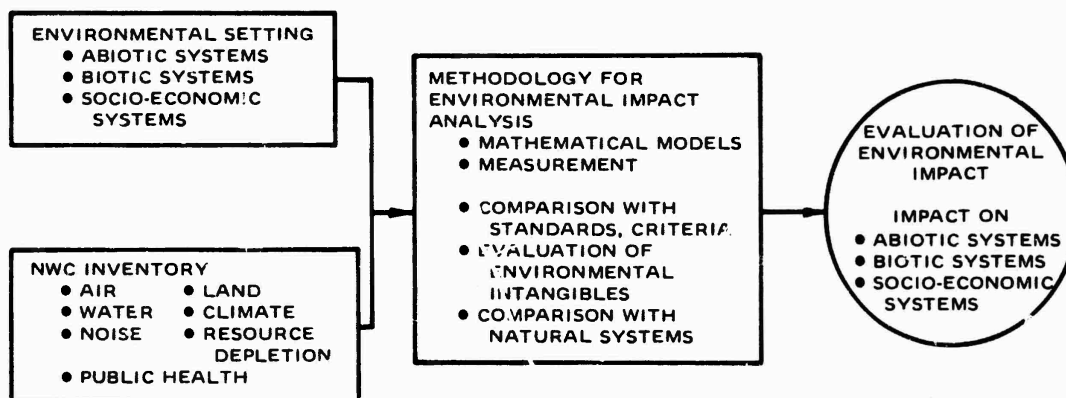 ENVIRONMENTAL SETTING
● ABIOTIC SYSTEMS
● BIOTIC SYSTEMS
● SOCIO-ECONOMIC
SYSTEMS
NWC INVENTORY
● AIR ● LAND
● WATER ● CLIMATE
● NOISE ● RESOURCE
DEPLETION
● PUBLIC HEALTH
METHODOLOGY FOR
ENVIRONMENTAL IMPACT
ANALYSIS
● MATHEMATICAL MODELS
● MEASUREMENT
● COMPARISON WITH
STANDARDS, CRITERIA
● EVALUATION OF
ENVIRONMENTAL
INTANGIBLES
● COMPARISON WITH
NATURAL SYSTEMS
EVALUATION OF
ENVIRONMENTAL
IMPACT
IMPACT ON
● ABIOTIC SYSTEMS
● BIOTIC SYSTEMS
● SOCIO-ECONOMIC
SYSTEMS